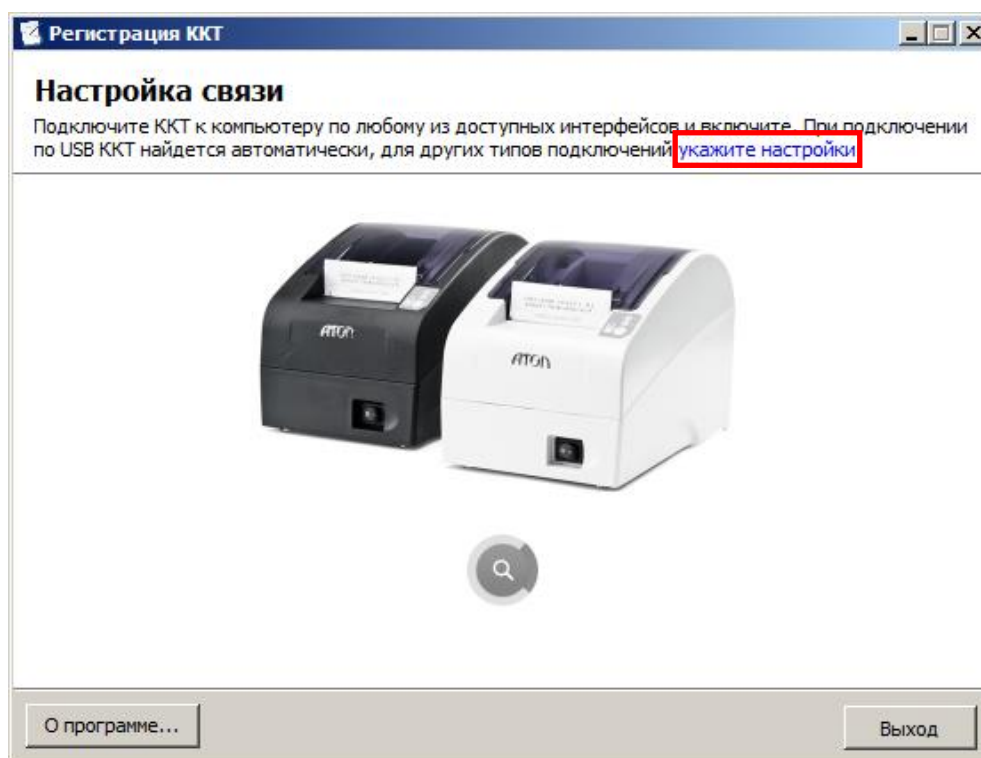 Регистрация ККТ
Настройка связи
Подключите ККТ к компьютеру по любому из доступных интерфейсов и включите. При подключении
по USB ККТ найдется автоматически, для других типов подключений укажите настройки
АТОЛ
АТОЛ
О программе...
Выход